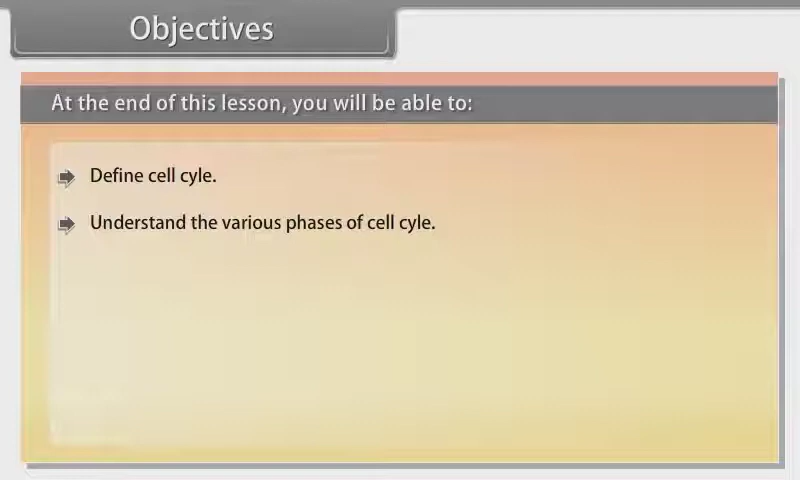 Objectives
At the end of this lesson, you will be able to:
Define cell cyle.
Understand the various phases of cell cyle.